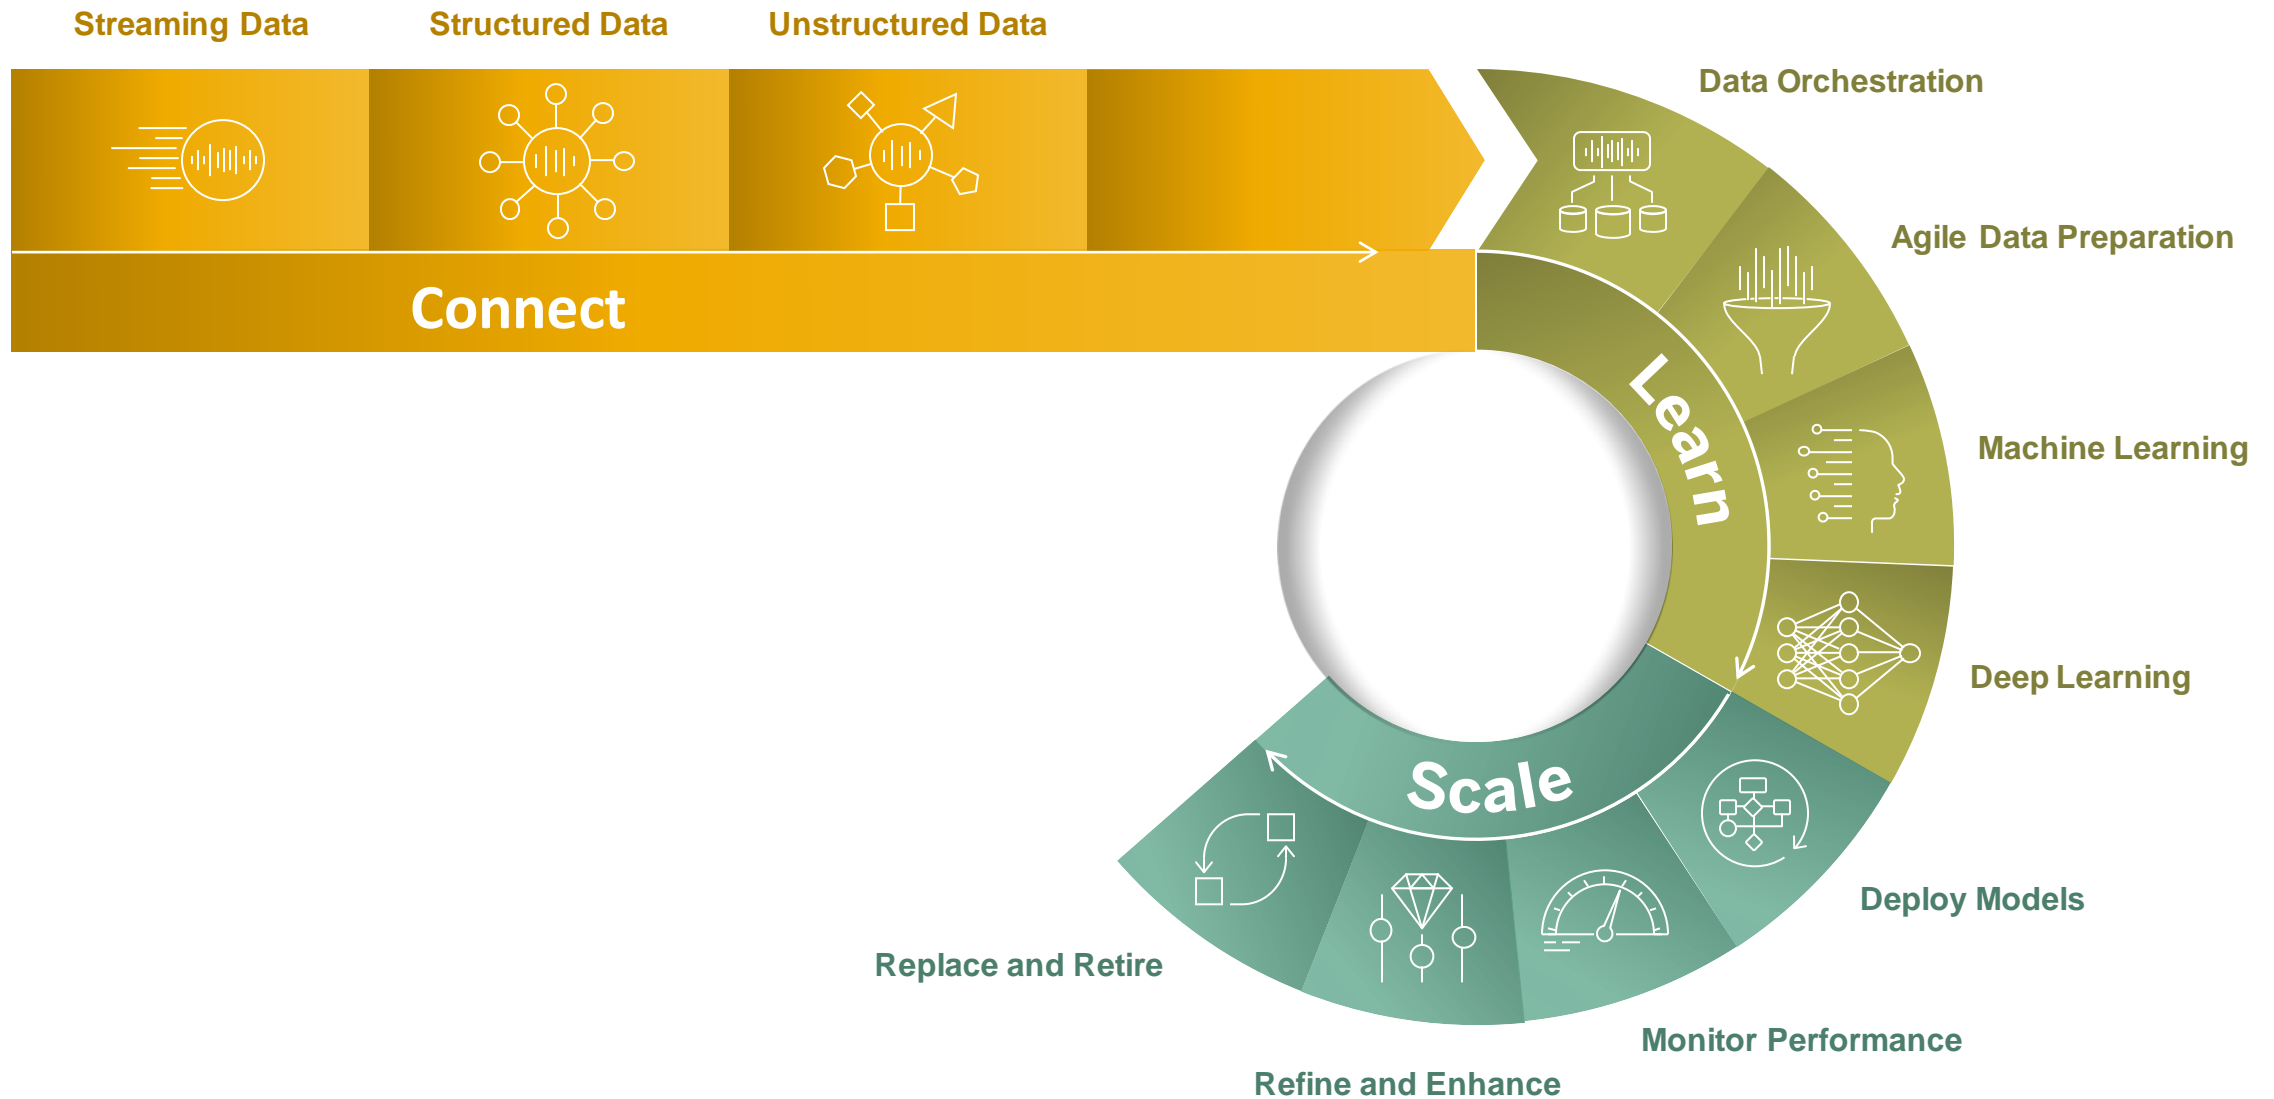 Streaming Data
Structured Data
Unstructured Data
Connect
Data Orchestration
Agile Data Preparation
Machine Learning
Deep Learning
Learn
Scale
Deploy Models
Monitor Performance
Refine and Enhance
Replace and Retire